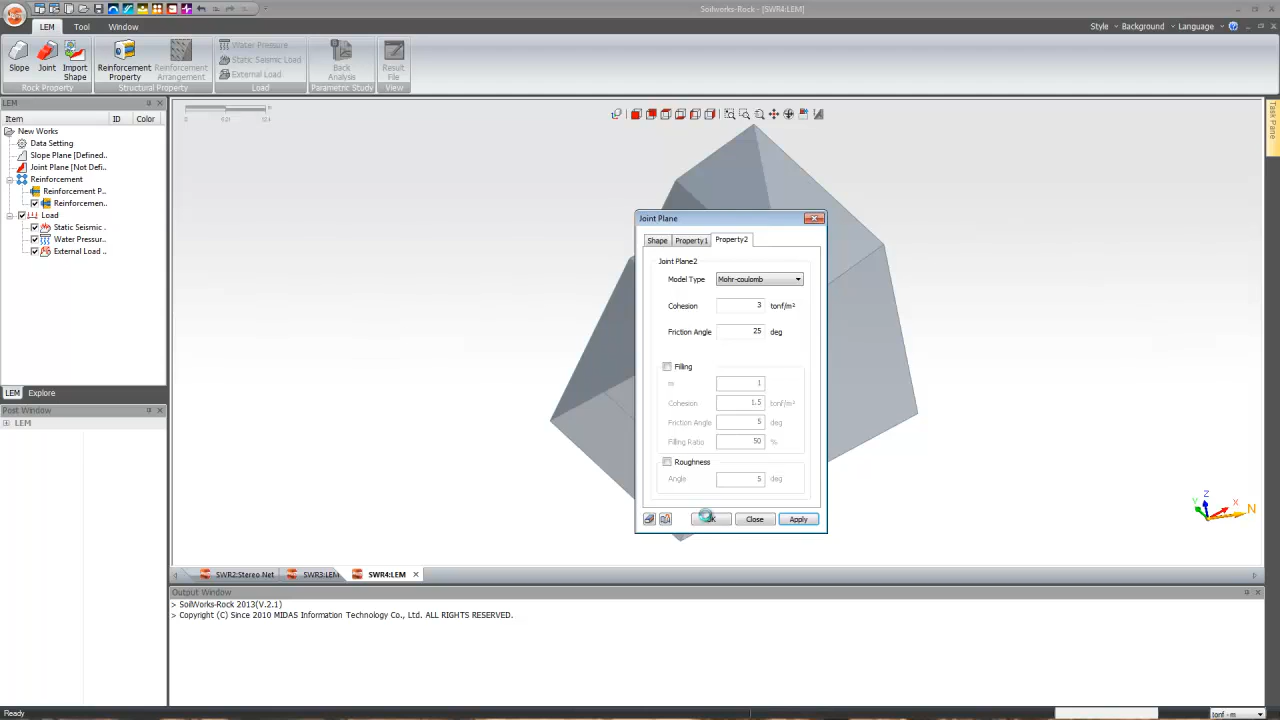 Soilworks-Rock - [SWR4:LEM]
LEM Tool Window
Style Background Language
Slope Joint Import Shape
Rock Property
Reinforcement Property Reinforcement Arrangement
Structural Property
Water Pressure
Static Seismic Load
External Load
Load
Back Analysis
Parametric Study
Result File
View
LEM
Item ID Color
New Works
Data Setting
Slope Plane [Defined..
Joint Plane [Not Defi..
Reinforcement
Reinforcement P..
Reinforcemen..
Load
Static Seismic ..
Water Pressur..
External Load ..
LEM Explore
Post Window
LEM
Task Pane
Joint Plane
Shape Property1 Property2
Joint Plane2
Model Type Mohr-coulomb
Cohesion 3 tonf/m²
Friction Angle 25 deg
Filling
m 1
Cohesion 1.5 tonf/m²
Friction Angle 5 deg
Filling Ratio 50 %
Roughness
Angle 5 deg
Close Apply
Z
Y X N
SWR2:Stereo Net SWR3:LEM SWR4:LEM
Output Window
> SoilWorks-Rock 2013(V.2.1)
> Copyright (C) Since 2010 MIDAS Information Technology Co., Ltd. ALL RIGHTS RESERVED.
Ready
tonf - m